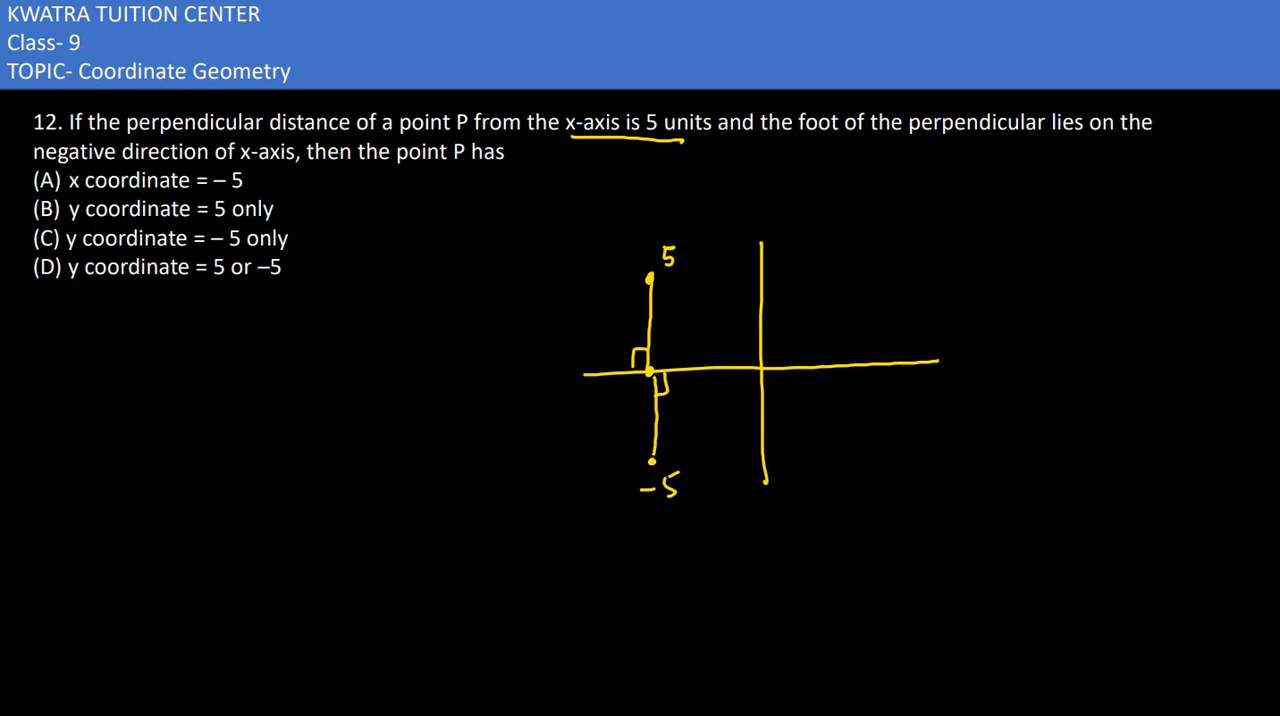 KWATRA TUITION CENTER
Class- 9
TOPIC- Coordinate Geometry
12. If the perpendicular distance of a point P from the x-axis is 5 units and the foot of the perpendicular lies on the
negative direction of x-axis, then the point P has
(A) x coordinate = – 5
(B) y coordinate = 5 only
(C) y coordinate = – 5 only
(D) y coordinate = 5 or –5
5
-5